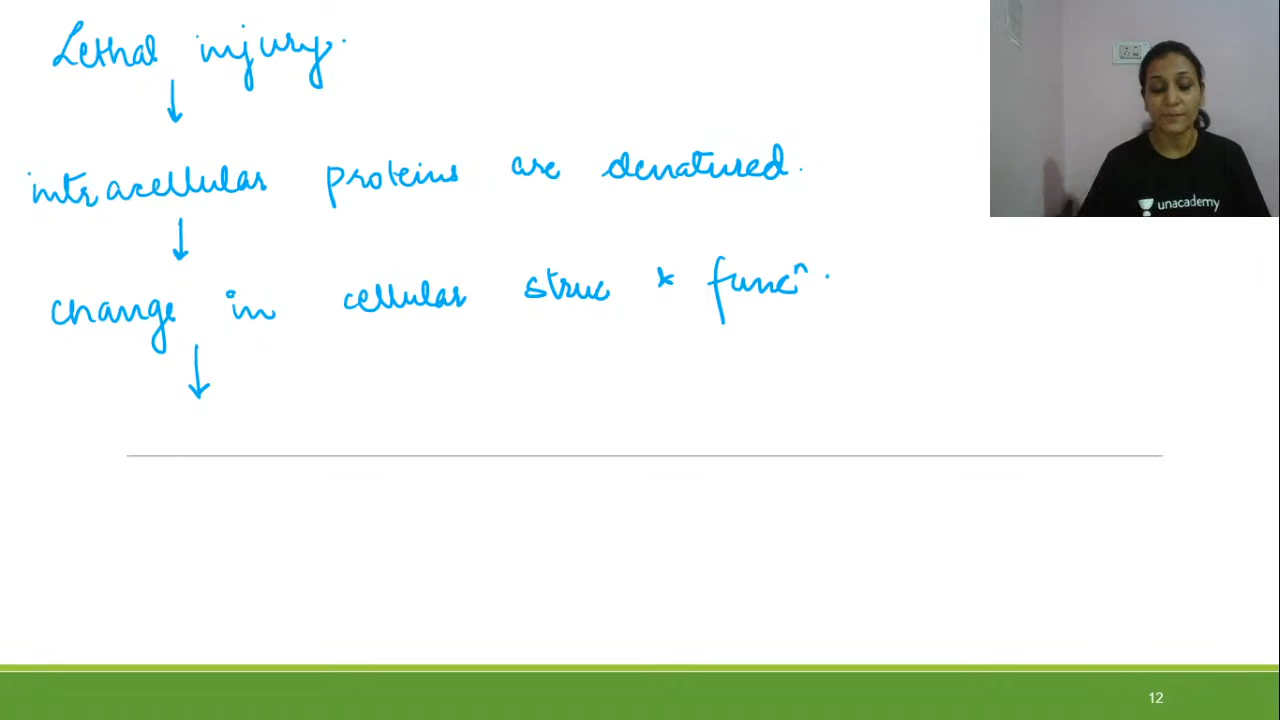 Lethal injury.
intracellular proteins are denatured.
change in cellular struc & funcⁿ.
unacademy
12